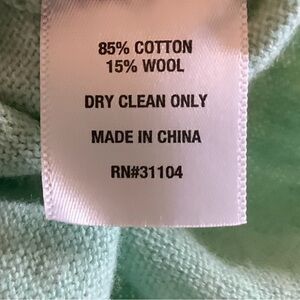 85% COTTON
15% WOOL
DRY CLEAN ONLY
MADE IN CHINA
RN#31104